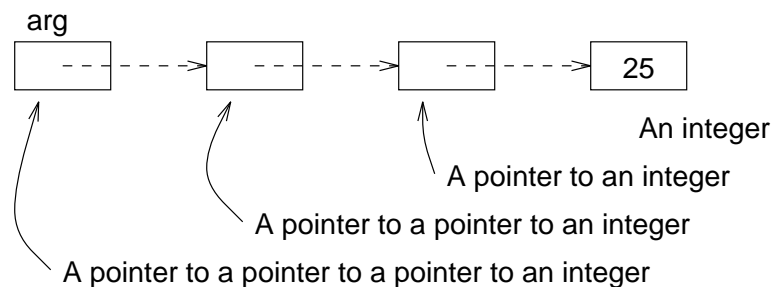 arg
25
An integer
A pointer to an integer
A pointer to a pointer to an integer
A pointer to a pointer to a pointer to an integer